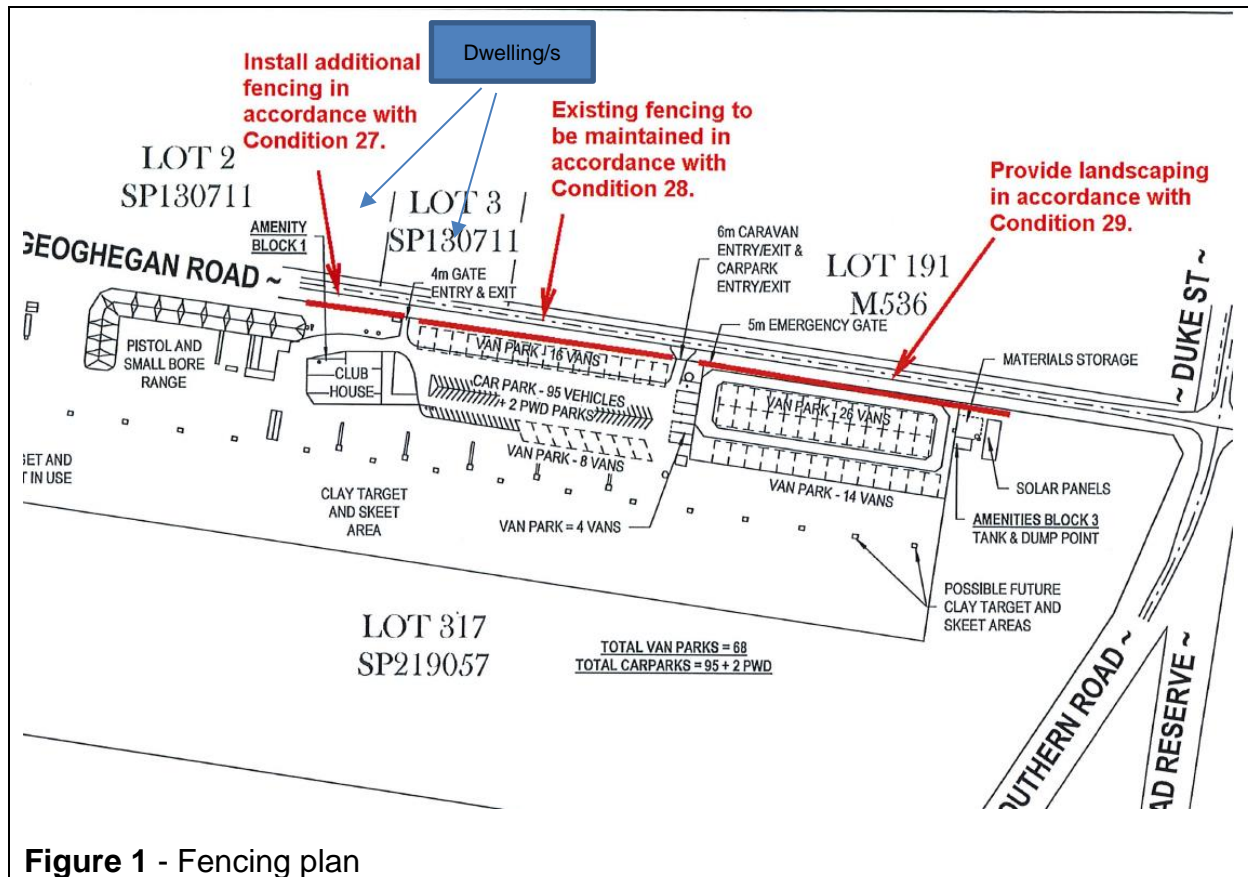 Dwelling/s
Install additional
fencing in
accordance with
Condition 27.
Existing fencing to
be maintained in
accordance with
Condition 28.
Provide landscaping
in accordance with
Condition 29.
LOT 2
SP130711
LOT 3
SP130711
AMENITY
BLOCK 1
GEOGHEGAN ROAD ~
4m GATE
ENTRY & EXIT
6m CARAVAN
ENTRY/EXIT &
CARPARK
ENTRY/EXIT
LOT 191
M536
5m EMERGENCY GATE
MATERIALS STORAGE
~ DUKE ST ~
PISTOL AND
SMALL BORE
RANGE
CLUB
HOUSE
VAN PARK - 16 VANS
CAR PARK - 95 VEHICLES
+ 2 PWD PARKS
VAN PARK - 8 VANS
VAN PARK - 26 VANS
VAN PARK - 14 VANS
SOLAR PANELS
GET AND
T IN USE
CLAY TARGET
AND SKEET
AREA
VAN PARK = 4 VANS
AMENITIES BLOCK 3
TANK & DUMP POINT
POSSIBLE FUTURE
CLAY TARGET AND
SKEET AREAS
LOT 317
SP219057
TOTAL VAN PARKS = 68
TOTAL CARPARKS = 95 + 2 PWD
OUTHERN ROAD ~
AD RESERVE ~
Figure 1 - Fencing plan